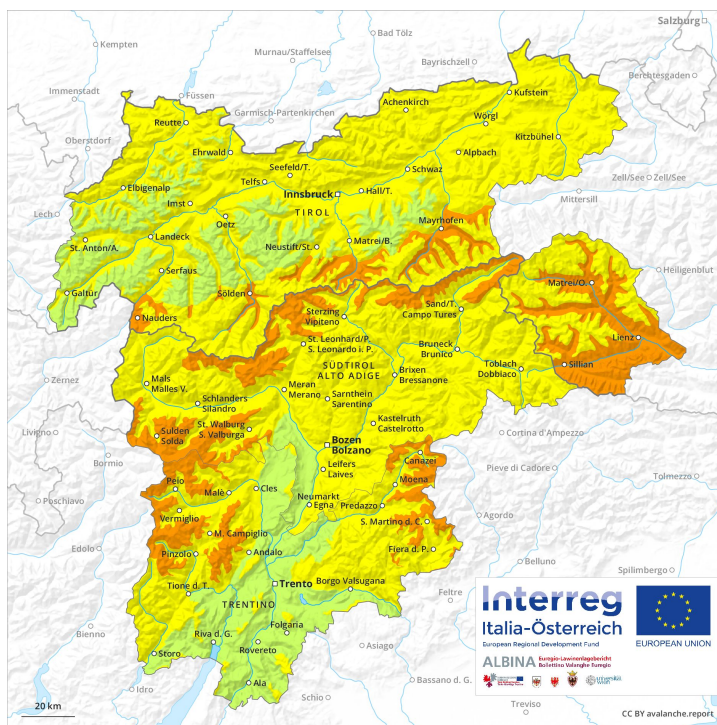 Salzburg
Kempten
Bad Tölz
Murnau/Staffelsee
Bayrischzell
Berchtesgaden
Immenstadt
Füssen
Garmisch-Partenkirchen
Achenkirch
Kufstein
Reutte
Wörgl
Oberstdorf
Kitzbühel
Ehrwald
Alpbach
Seefeld/T.
Schwaz
Zell/See
Zell/See
Elbigenalp
Telfs
Innsbruck
Hall/T.
Mittersill
Lech
Imst
TIROL
Oetz
Mayrhofen
St. Anton/A.
Landeck
Neustift/St.
Matrei/B.
Serfaus
Heiligenblut
Galtür
Sölden
Matrei/O.
Nauders
Sterzing
Vipiteno
Sand/T.
Campo Tures
Lienz
St. Leonhard/P.
S. Leonardo i. P.
Bruneck
Brunico
Zernez
SÜDTIROL
ALTO ADIGE
Brixen
Bressanone
Toblach
Dobbiaco
Sillian
Mals
Malles V.
Meran
Merano
Schlanders
Silandro
Sarnthein
Sarentino
St. Walburg
S. Valburga
Kastelruth
Castelrotto
Livigno
Sulden
Solda
Bozen
Bolzano
Cortina d'Ampezzo
Bormio
Canazei
Leifers
Laives
Pieve di Cadore
Peio
Moena
Tolmezzo
Poschiavo
Malè
Cles
Neumarkt
Egna
Predazzo
Vermiglio
Agordo
M. Campiglio
S. Martino d. C.
Edolo
Pinzolo
Andalo
Fiera d. P.
Belluno
Spilimbergo
Tione d. T.
Trento
Borgo Valsugana
Feltre
TRENTINO
Bienno
Riva d. G.
Folgaria
Storo
Rovereto
Asiago
Idro
Ala
Schio
Bassano d. G.
Treviso
20 km
Interreg
Italia-Österreich
European Regional Development Fund
EUROPEAN UNION
ALBINA
Euregio-Lawinenlagebericht
Bollettino Valanghe Euregio
CC BY avalanche.report